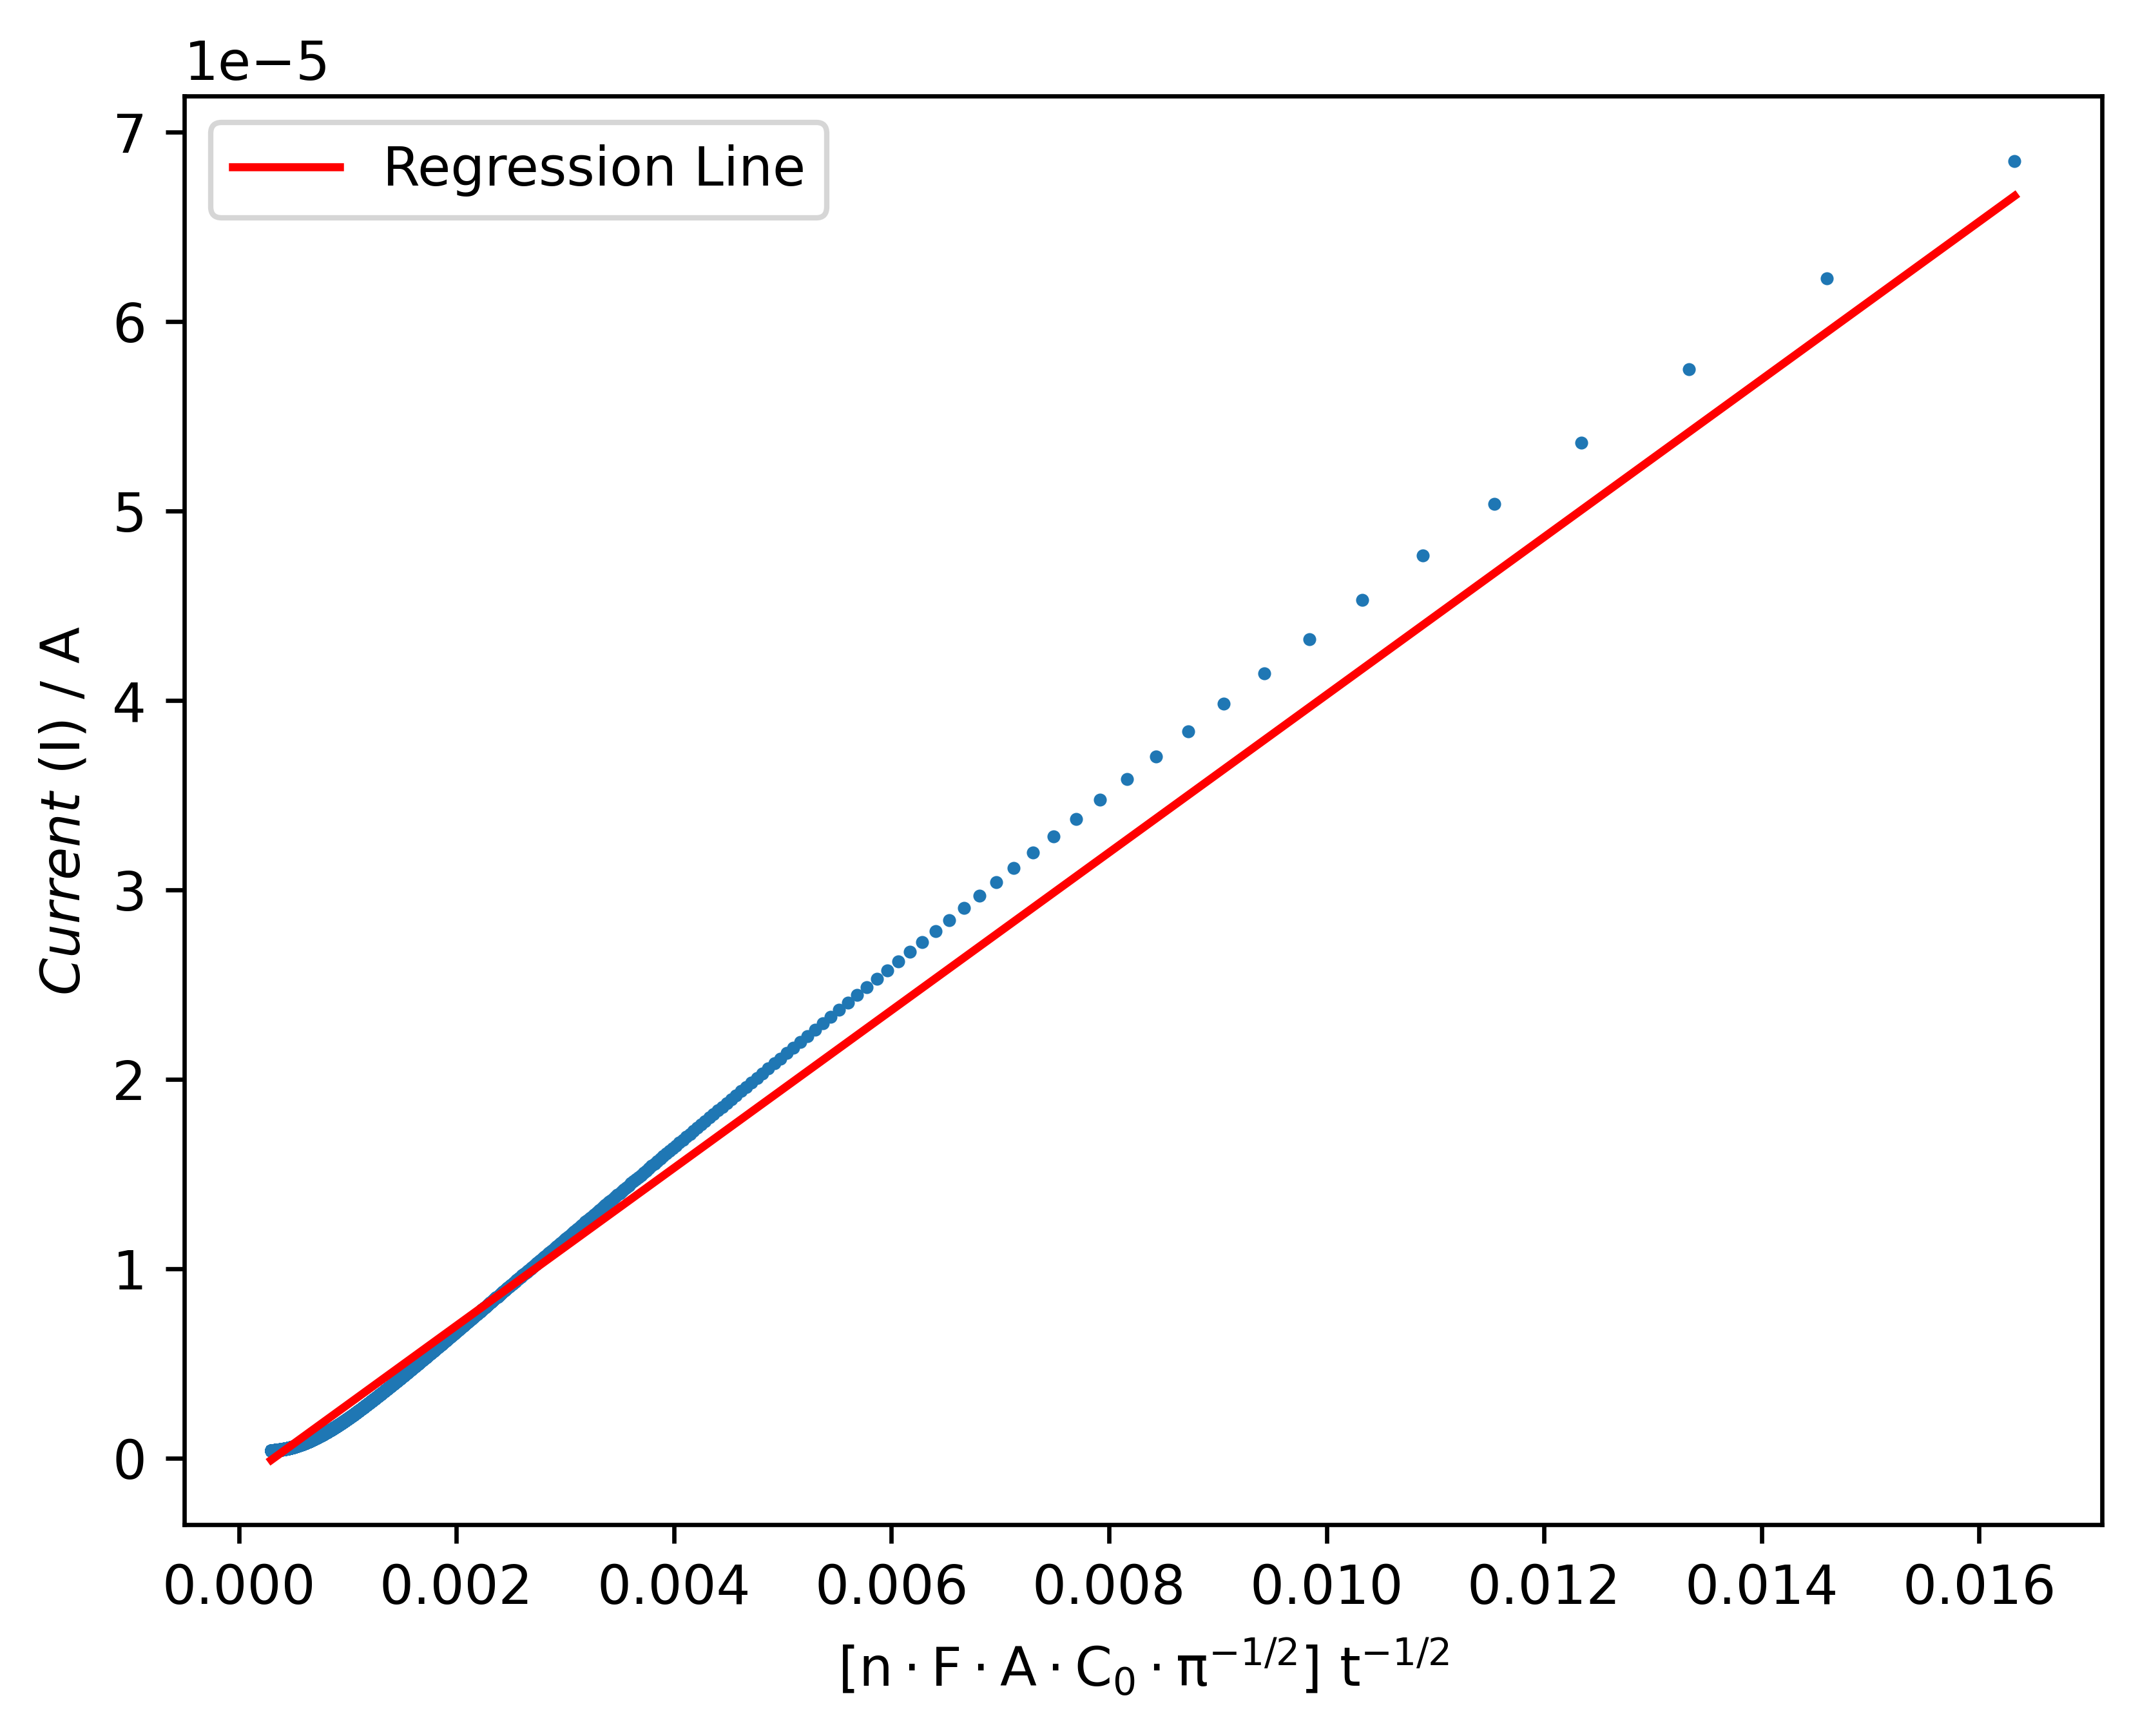 1e−5
7
6
5
4
3
2
1
0
Regression Line
Current (I) / A
0.000 0.002 0.004 0.006 0.008 0.010 0.012 0.014 0.016
[n · F · A · C₀ · π⁻¹/²] t⁻¹/²